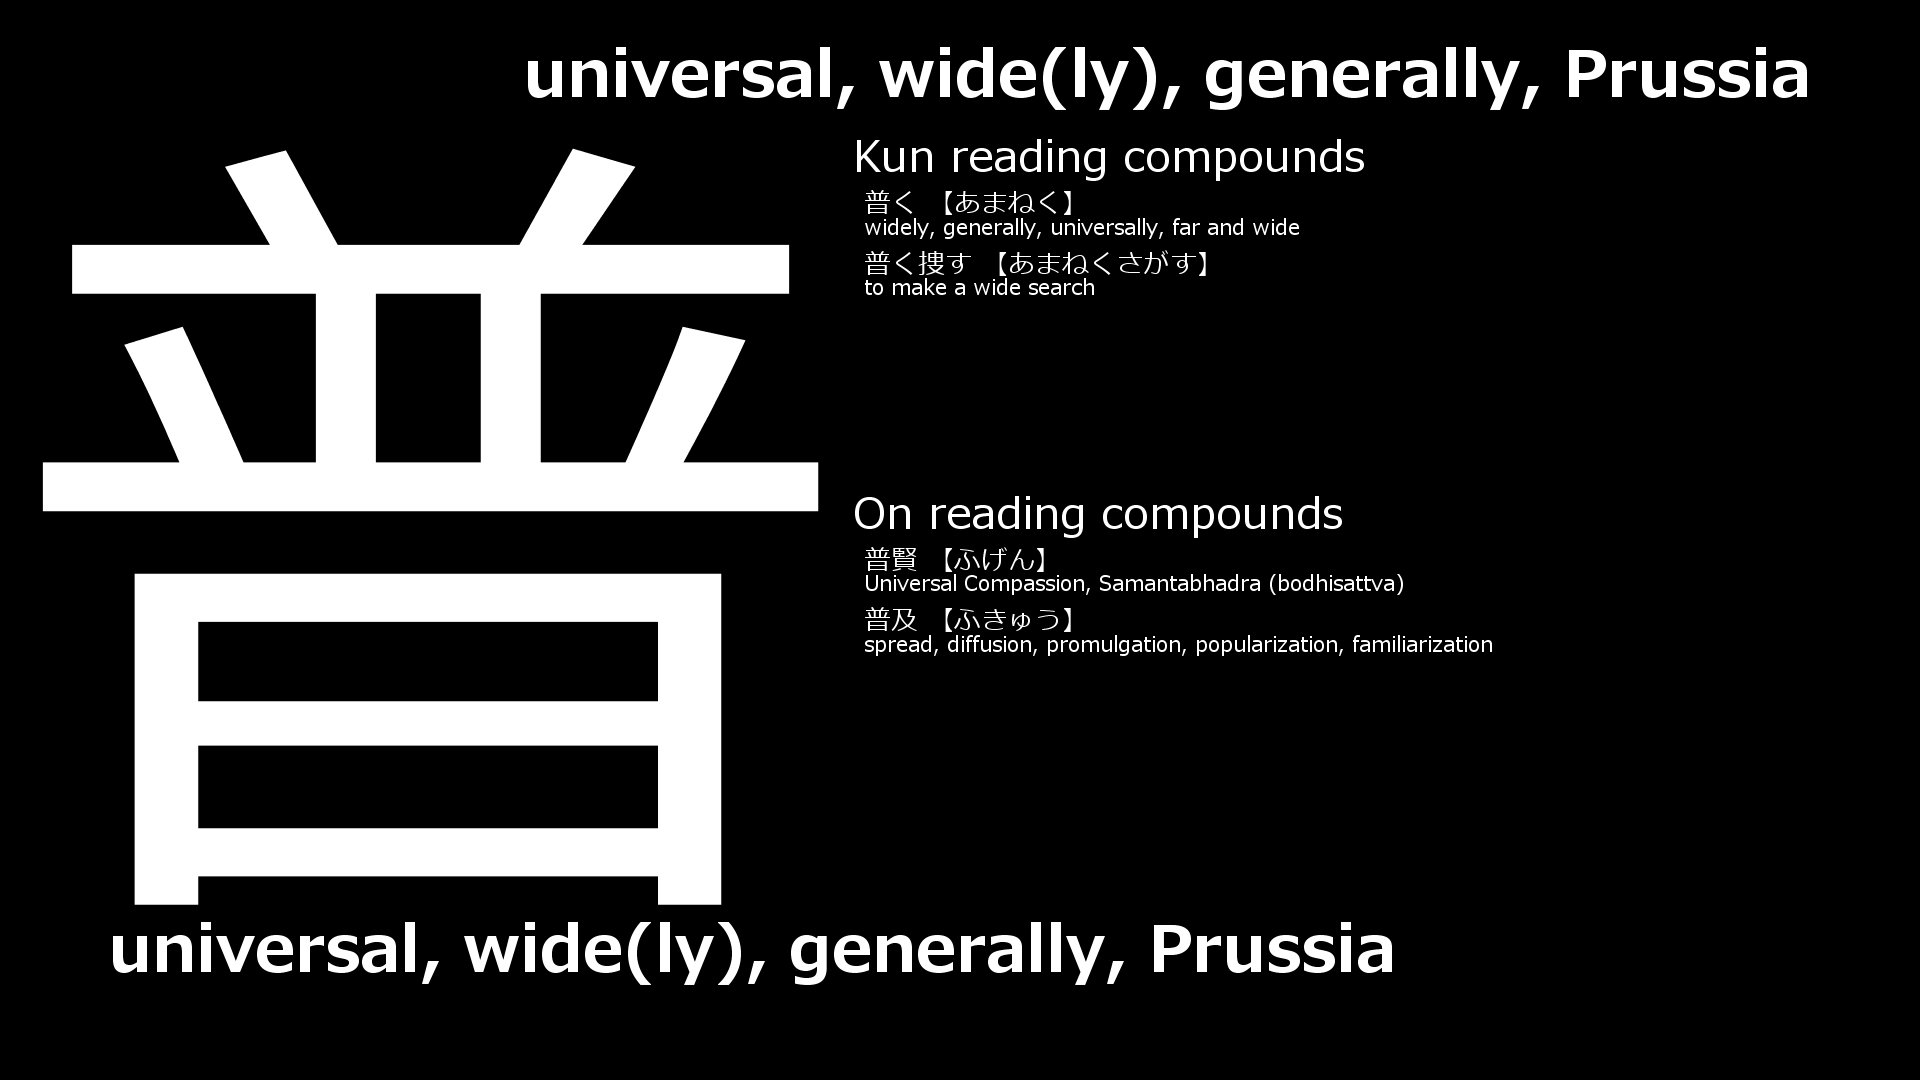 universal, wide(ly), generally, Prussia
普
Kun reading compounds
普く 【あまねく】
widely, generally, universally, far and wide
普く捜す 【あまねくさがす】
to make a wide search
On reading compounds
普賢 【ふげん】
Universal Compassion, Samantabhadra (bodhisattva)
普及 【ふきゅう】
spread, diffusion, promulgation, popularization, familiarization
universal, wide(ly), generally, Prussia